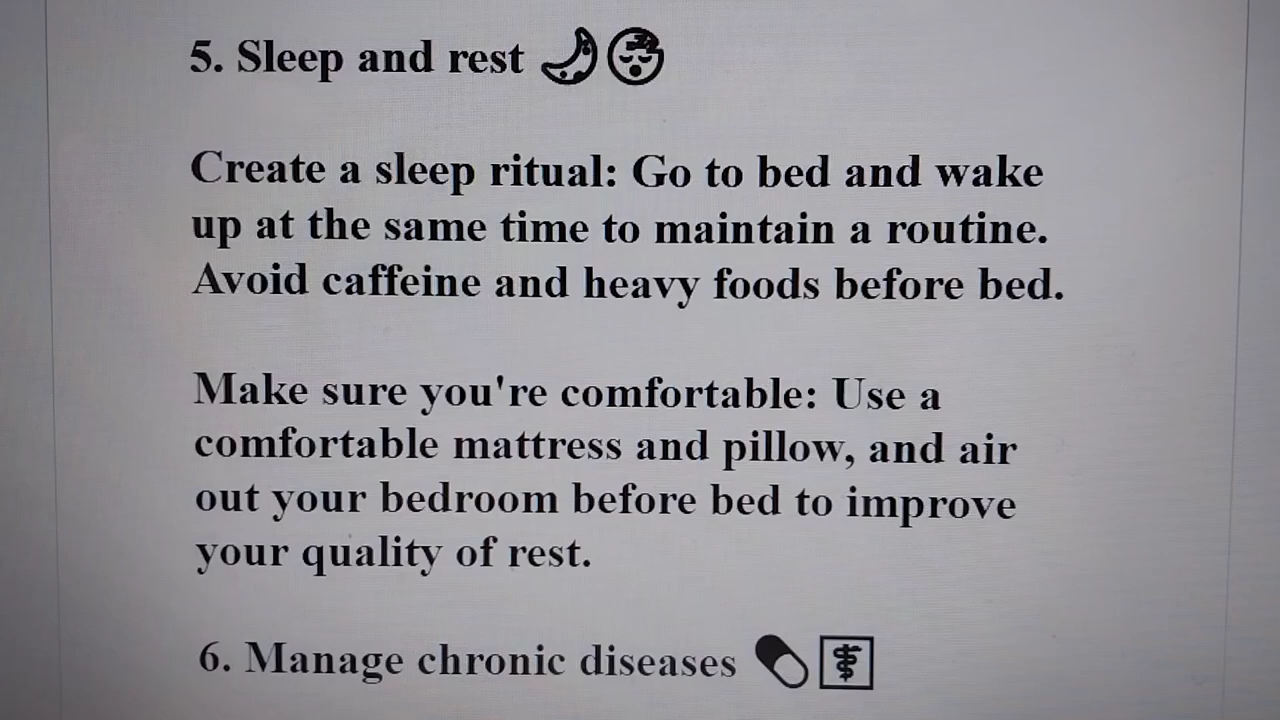 5. Sleep and rest 🌙😴
Create a sleep ritual: Go to bed and wake
up at the same time to maintain a routine.
Avoid caffeine and heavy foods before bed.
Make sure you're comfortable: Use a
comfortable mattress and pillow, and air
out your bedroom before bed to improve
your quality of rest.
6. Manage chronic diseases 💊⚕️